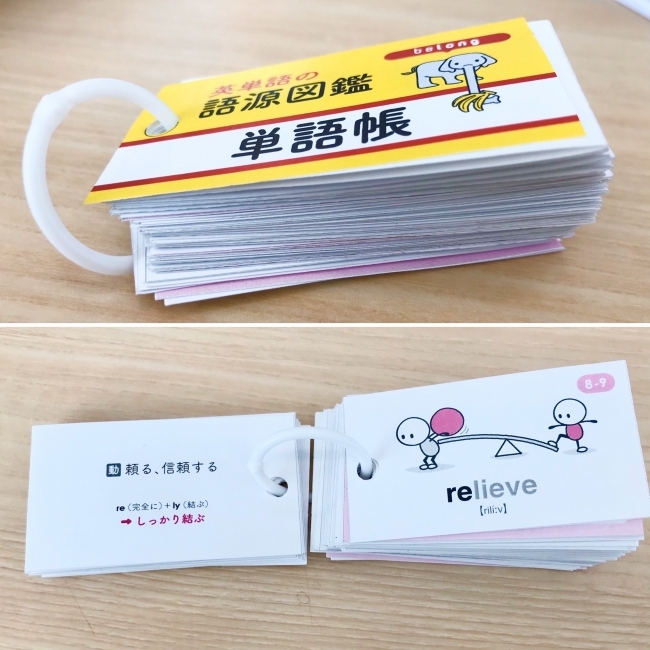 belong
英単語の
語源図鑑
単語帳
動 頼る、信頼する
re（完全に）＋ly（結ぶ）
➡ しっかり結ぶ
8-9
relieve
【rilíːv】